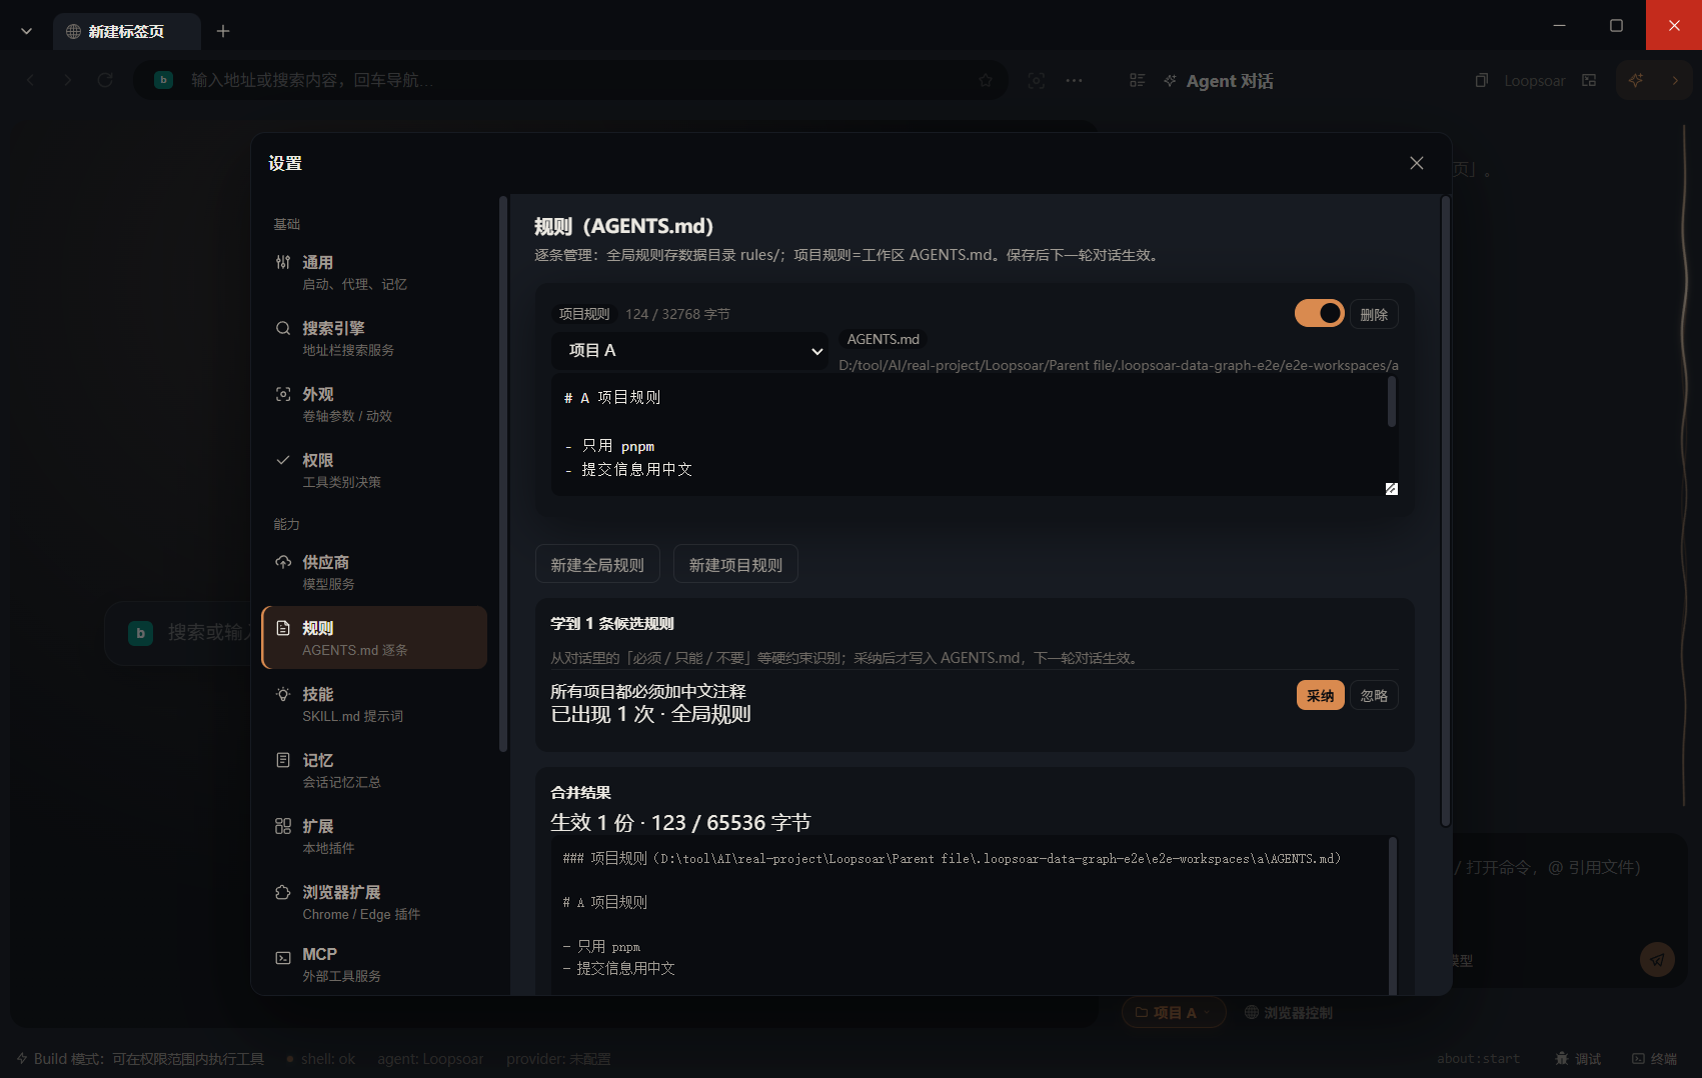 新建标签页
b 输入地址或搜索内容，回车导航...
Agent 对话
Loopsoar
页」。
设置
基础
通用
启动、代理、记忆
搜索引擎
地址栏搜索服务
外观
卷轴参数 / 动效
权限
工具类别决策
能力
供应商
模型服务
规则
AGENTS.md 逐条
技能
SKILL.md 提示词
记忆
会话记忆汇总
扩展
本地插件
浏览器扩展
Chrome / Edge 插件
MCP
外部工具服务
规则（AGENTS.md）
逐条管理：全局规则存数据目录 rules/；项目规则=工作区 AGENTS.md。保存后下一轮对话生效。
项目规则 124 / 32768 字节
删除
项目 A
AGENTS.md
D:/tool/AI/real-project/Loopsoar/Parent file/.loopsoar-data-graph-e2e/e2e-workspaces/a
# A 项目规则
- 只用 pnpm
- 提交信息用中文
新建全局规则 新建项目规则
学到 1 条候选规则
从对话里的「必须 / 只能 / 不要」等硬约束识别；采纳后才写入 AGENTS.md，下一轮对话生效。
所有项目都必须加中文注释
已出现 1 次 · 全局规则
采纳 忽略
合并结果
生效 1 份 · 123 / 65536 字节
### 项目规则（D:\tool\AI\real-project\Loopsoar\Parent file\.loopsoar-data-graph-e2e\e2e-workspaces\a\AGENTS.md）
# A 项目规则
- 只用 pnpm
- 提交信息用中文
b 搜索或输入
/ 打开命令，@ 引用文件)
模型
项目 A 浏览器控制
Build 模式：可在权限范围内执行工具 shell: ok agent: Loopsoar provider: 未配置
about:start 调试 终端